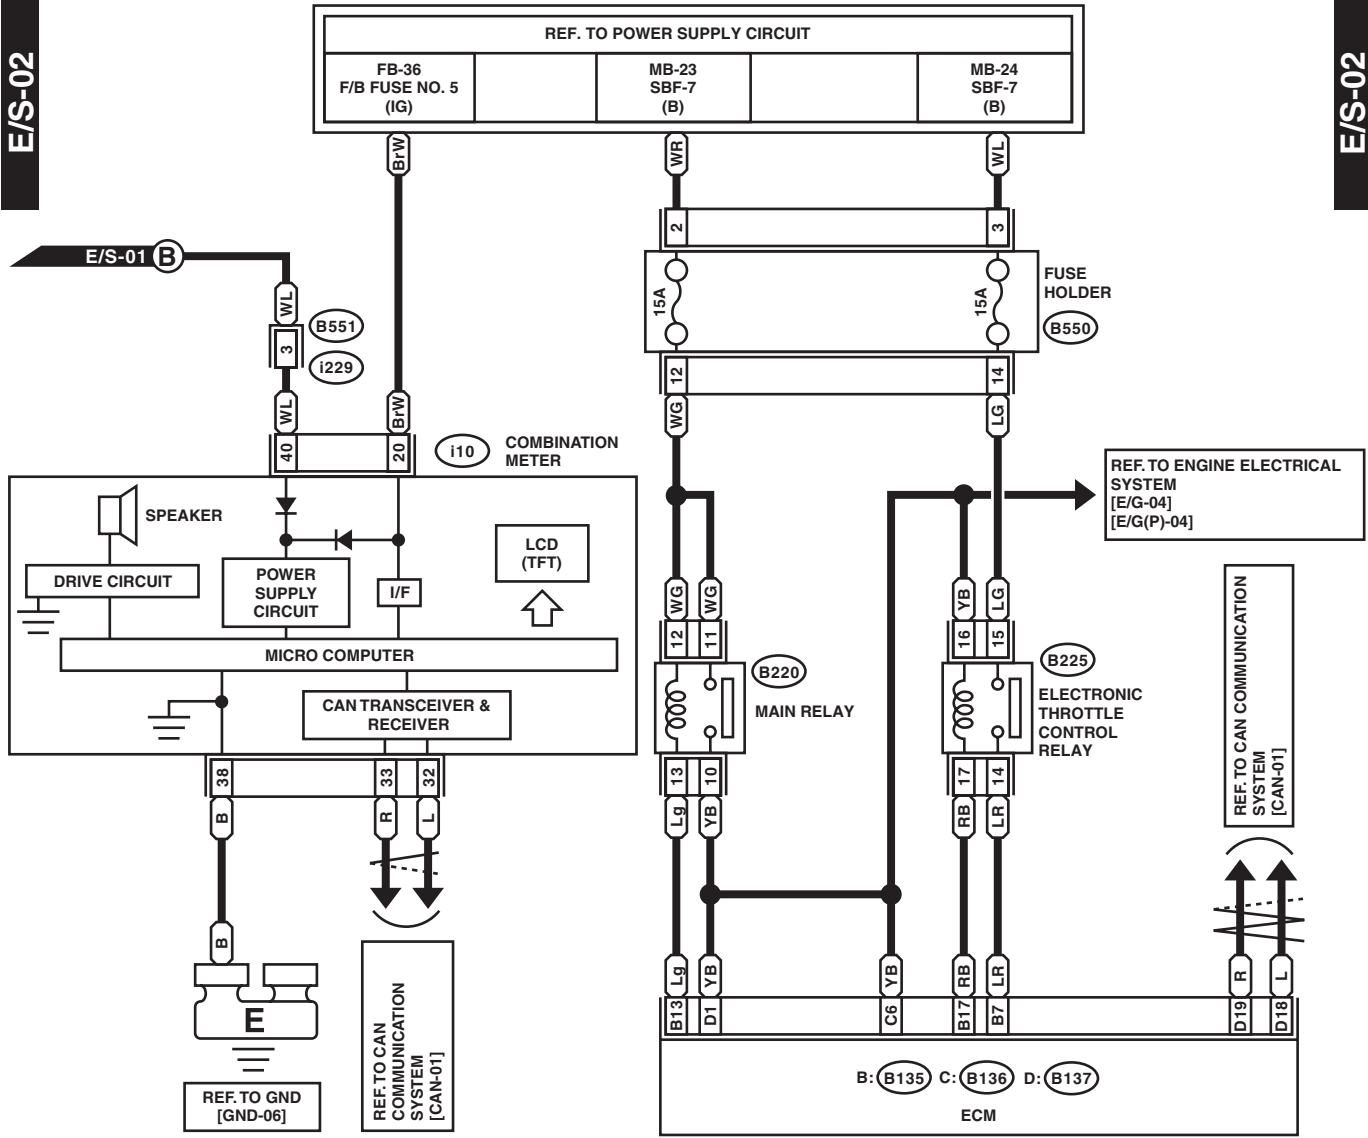 E/S-02
E/S-02
REF. TO POWER SUPPLY CIRCUIT
FB-36
F/B FUSE NO. 5
(IG)
MB-23
SBF-7
(B)
MB-24
SBF-7
(B)
BrW
WR
WL
2
3
E/S-01 B
WL
B551
3
i229
WL
BrW
15A
15A
FUSE
HOLDER
B550
12
14
WG
LG
40
20
i10
COMBINATION
METER
REF. TO ENGINE ELECTRICAL
SYSTEM
[E/G-04]
[E/G(P)-04]
SPEAKER
DRIVE CIRCUIT
POWER
SUPPLY
CIRCUIT
I/F
LCD
(TFT)
MICRO COMPUTER
CAN TRANSCEIVER &
RECEIVER
WG
WG
YB
LG
12
11
16
15
B220
MAIN RELAY
B225
ELECTRONIC
THROTTLE
CONTROL
RELAY
REF. TO CAN COMMUNICATION
SYSTEM
[CAN-01]
38
33
32
13
10
17
14
B
R
L
Lg
YB
RB
LR
B
E
REF. TO GND
[GND-06]
REF. TO CAN
COMMUNICATION
SYSTEM
[CAN-01]
Lg
YB
YB
RB
LR
R
L
B13
D1
C6
B17
B7
D19
D18
B: B135 C: B136 D: B137
ECM